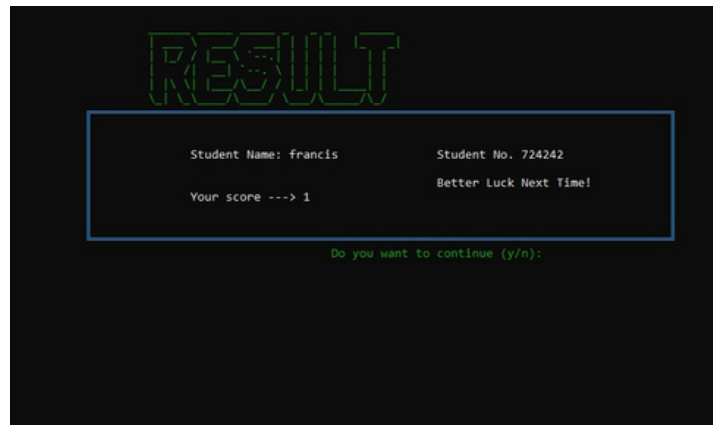 RESULT
Student Name: francis Student No. 724242
Better Luck Next Time!
Your score ---> 1
Do you want to continue (y/n):